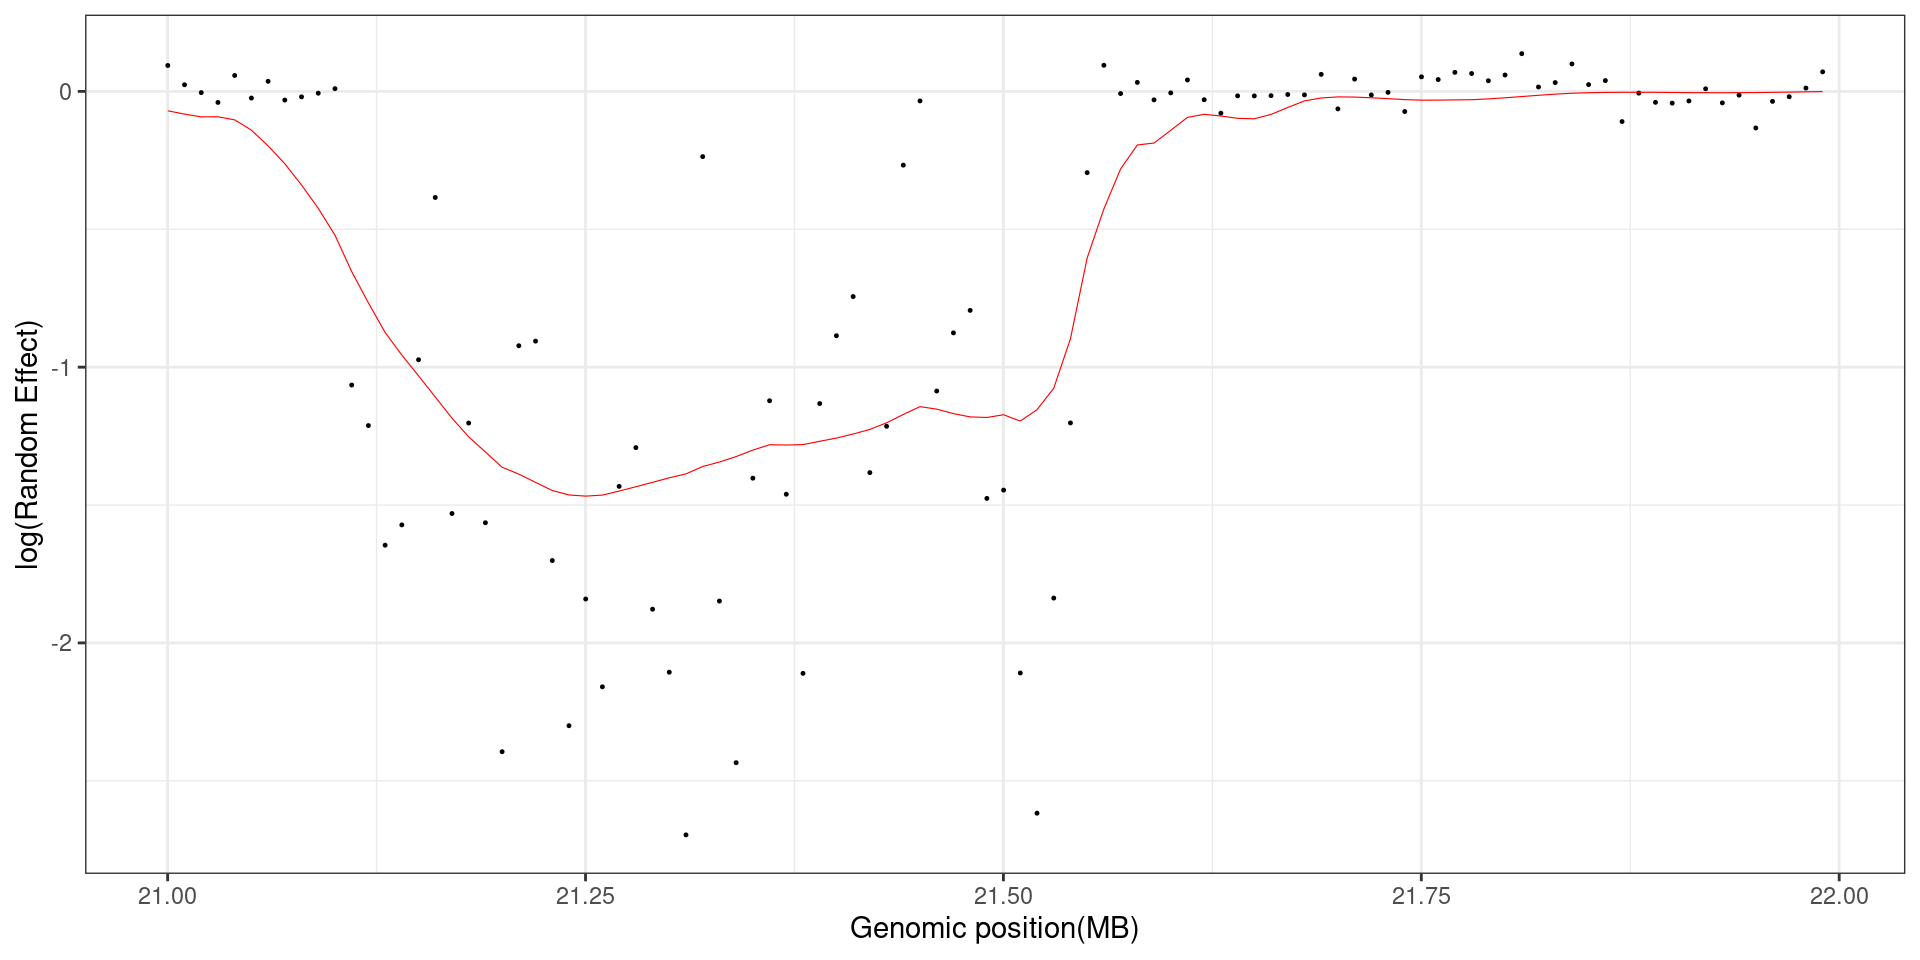 log(Random Effect)
0
-1
-2
21.00 21.25 21.50 21.75 22.00
Genomic position(MB)